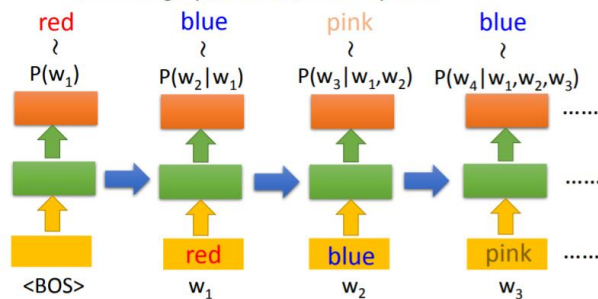 red blue pink blue
~ ~ ~ ~
P(w₁) P(w₂|w₁) P(w₃|w₁,w₂) P(w₄|w₁,w₂,w₃)
......
......
red blue pink ......
<BOS> w₁ w₂ w₃